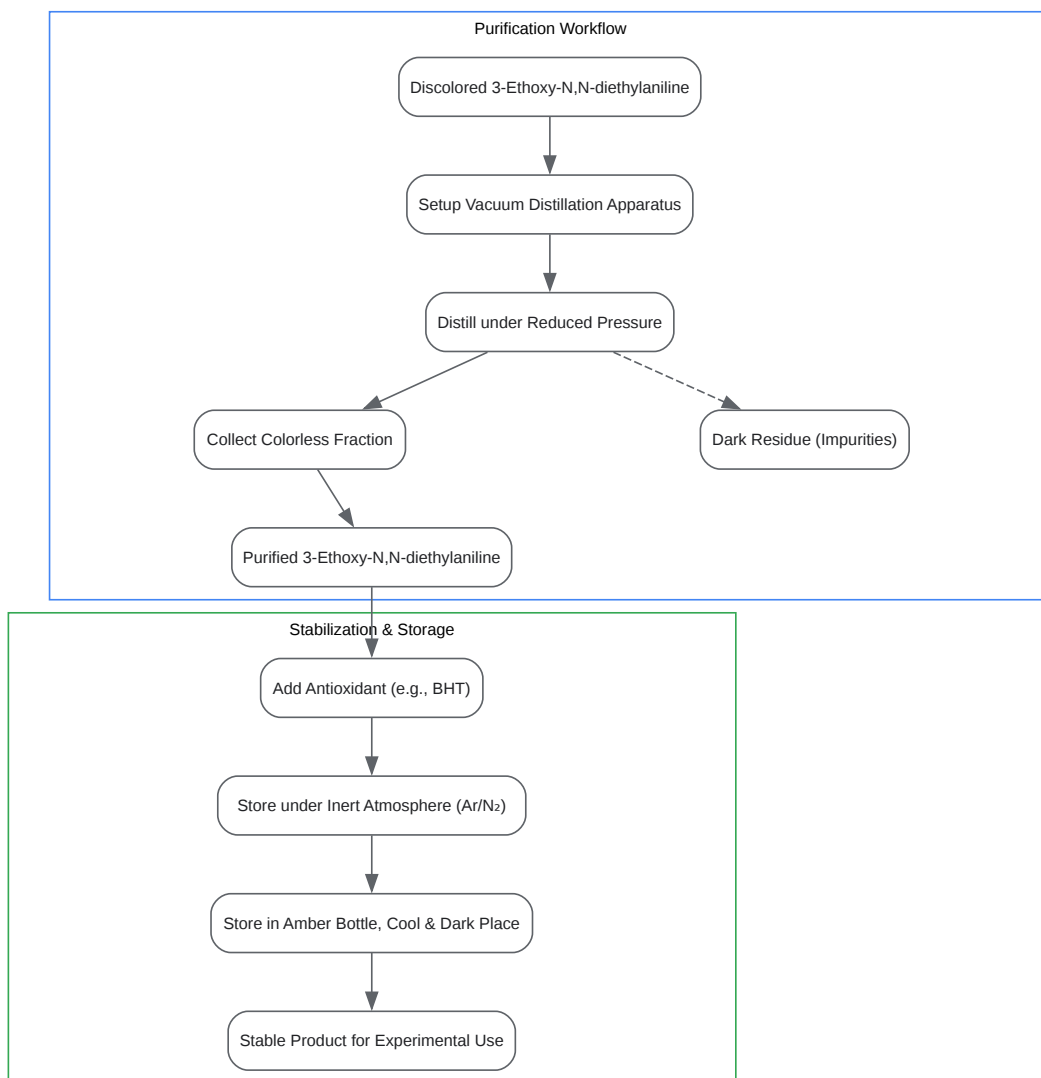 Purification Workflow
Discolored 3-Ethoxy-N,N-diethylaniline
Setup Vacuum Distillation Apparatus
Distill under Reduced Pressure
Collect Colorless Fraction
Dark Residue (Impurities)
Purified 3-Ethoxy-N,N-diethylaniline
Stabilization & Storage
Add Antioxidant (e.g., BHT)
Store under Inert Atmosphere (Ar/N₂)
Store in Amber Bottle, Cool & Dark Place
Stable Product for Experimental Use